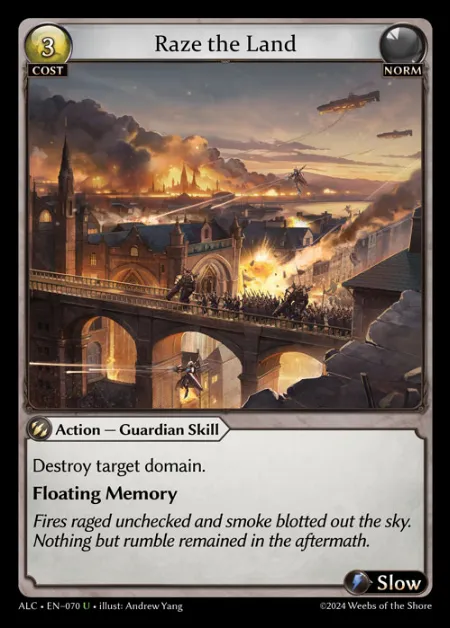 3
Raze the Land
COST
NORM
Action — Guardian Skill
Destroy target domain.
Floating Memory
Fires raged unchecked and smoke blotted out the sky.
Nothing but rumble remained in the aftermath.
Slow
ALC • EN-070 U • illust: Andrew Yang
©2024 Weebs of the Shore